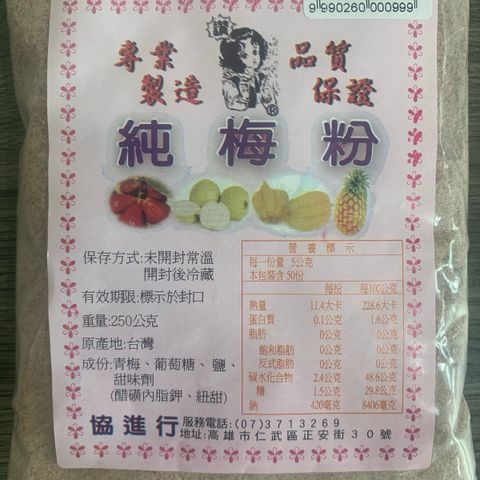 9 990260 000999
專業 品質
製造 保證
純梅粉
保存方式:未開封常溫
開封後冷藏
有效期限:標示於封口
重量:250公克
原產地:台灣
成份:青梅、葡萄糖、鹽、
甜味劑
(醋磺內脂鉀、紐甜)
營養標示
每一份量 5公克
本包裝含 50份
每份 每100公克
熱量 11.4大卡 228.6大卡
蛋白質 0.1公克 1.6公克
脂肪 0公克 0公克
飽和脂肪 0公克 0公克
反式脂肪 0公克 0公克
碳水化合物 2.4公克 48.6公克
糖 1.5公克 29.8公克
鈉 420毫克 8406毫克
協進行
服務電話:(07)3713269
地址:高雄市仁武區正安街30號